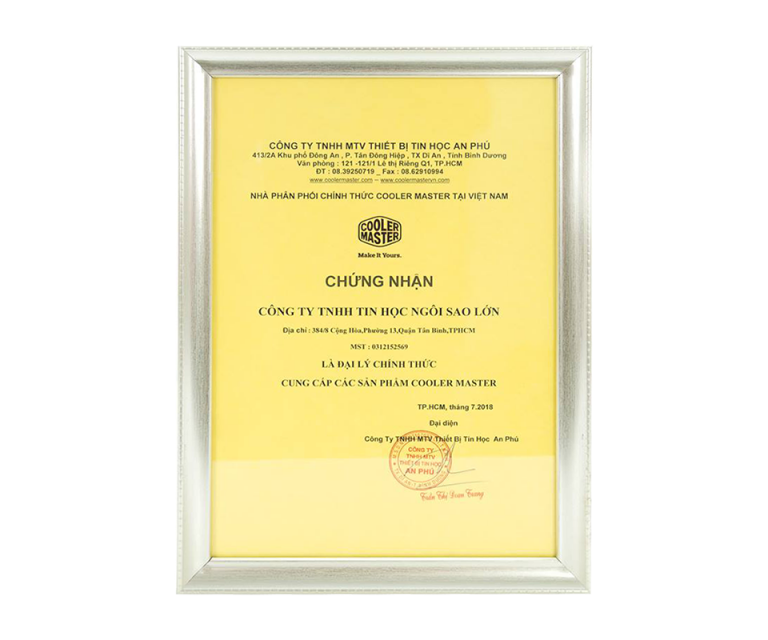 CÔNG TY TNHH MTV THIẾT BỊ TIN HỌC AN PHÚ
413/2A Khu phố Đông An , P. Tân Đông Hiệp , TX Dĩ An , Tỉnh Bình Dương
Văn phòng : 121 -121/1 Lê thị Riêng Q1, TP.HCM
ĐT : 08.39250719 _ Fax : 08.62910994
www.coolermaster.com – www.coolermastervn.com
NHÀ PHÂN PHỐI CHÍNH THỨC COOLER MASTER TẠI VIỆT NAM
COOLER
MASTER
Make It Yours.
CHỨNG NHẬN
CÔNG TY TNHH TIN HỌC NGÔI SAO LỚN
Địa chỉ : 384/8 Cộng Hòa,Phường 13,Quận Tân Bình,TPHCM
MST : 0312152569
LÀ ĐẠI LÝ CHÍNH THỨC
CUNG CẤP CÁC SẢN PHẨM COOLER MASTER
TP.HCM, tháng 7.2018
Đại diện
Công Ty TNHH MTV Thiết Bị Tin Học An Phú
CÔNG TY
TNHH MTV
THIẾT BỊ TIN HỌC
AN PHÚ
Trần Thị Đoan Trang